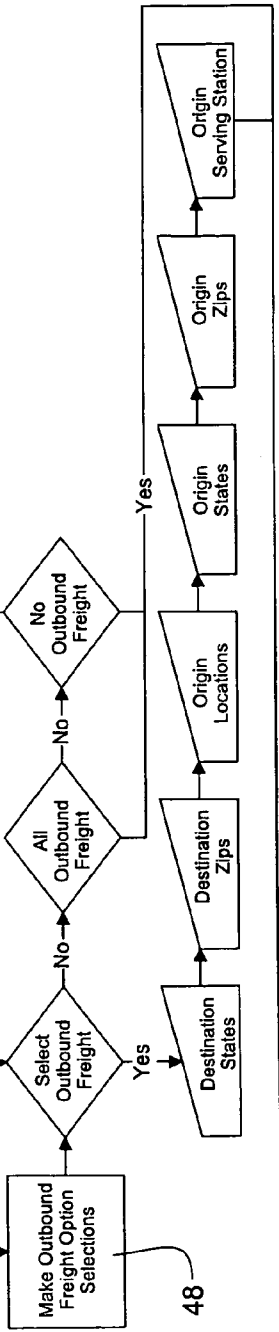 Make Outbound
Freight Option
Selections
48
Select
Outbound
Freight
No
All
Outbound
Freight
No
No
Outbound
Freight
Yes
Yes
Destination
States
Destination
Zips
Origin
Locations
Origin
States
Origin
Zips
Origin
Serving Station